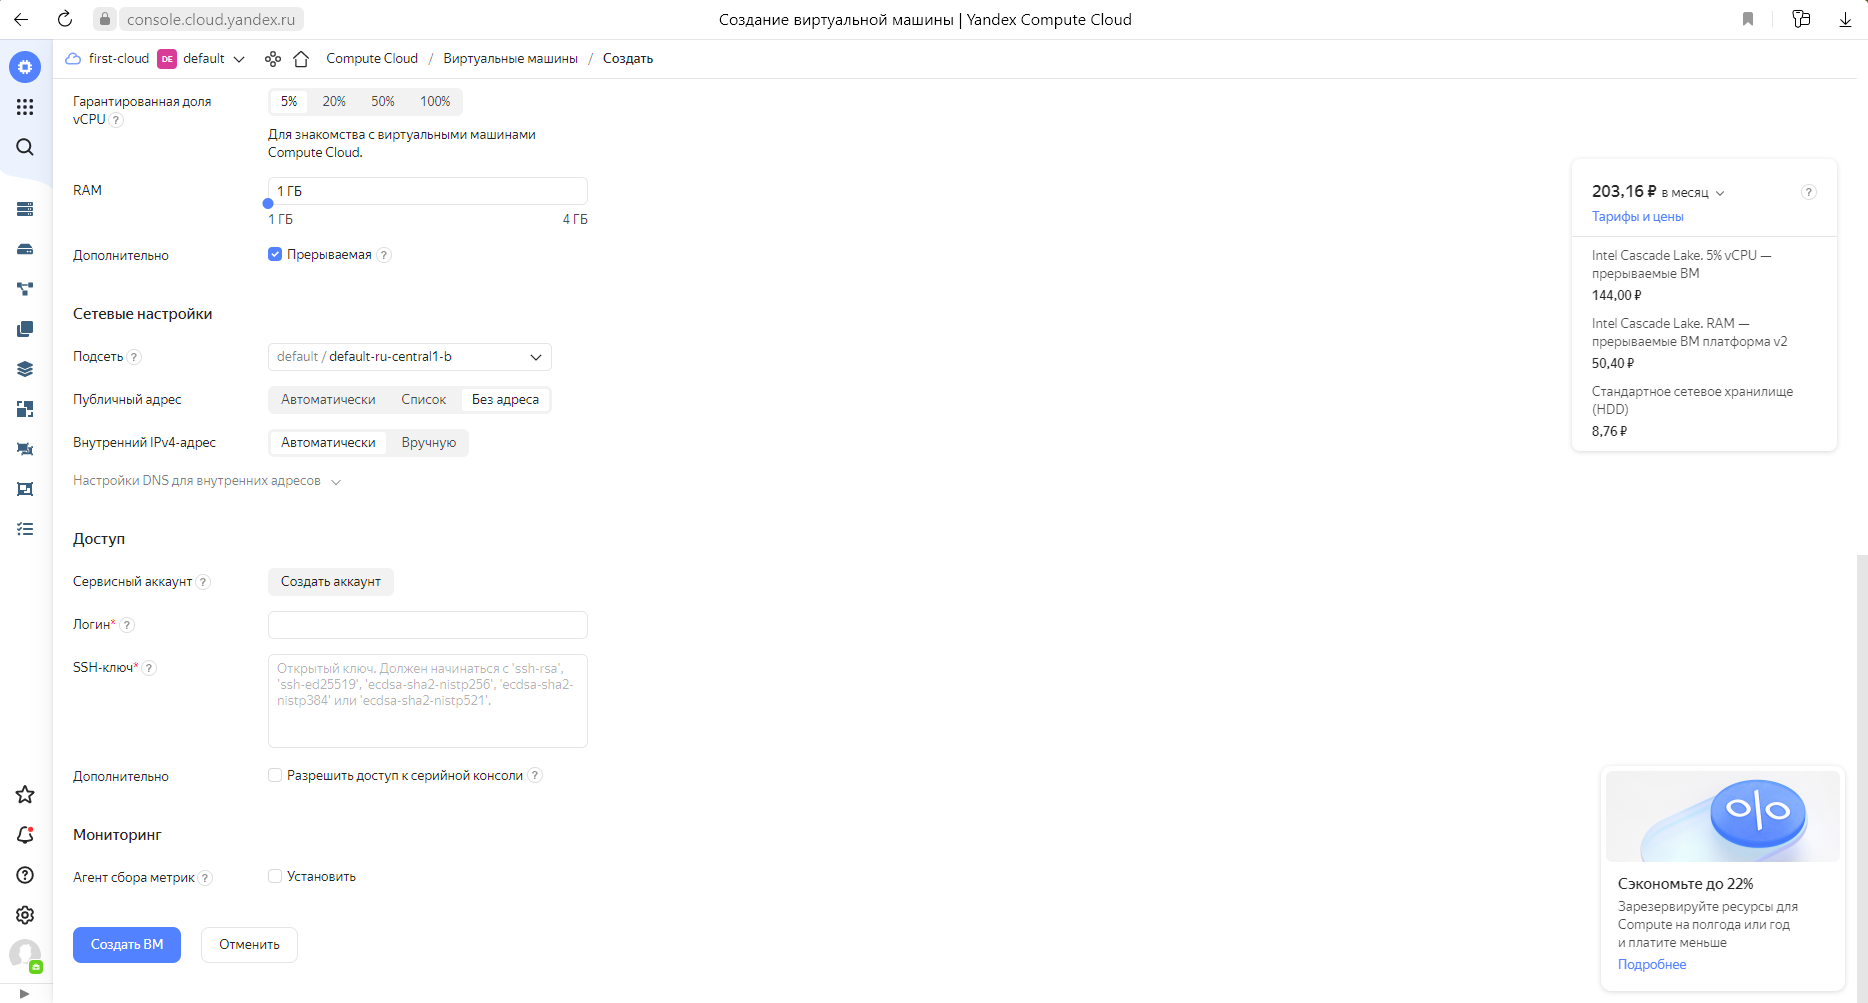 console.cloud.yandex.ru
Создание виртуальной машины | Yandex Compute Cloud
first-cloud DE default Compute Cloud / Виртуальные машины / Создать
Гарантированная доля
vCPU ?
5% 20% 50% 100%
Для знакомства с виртуальными машинами
Compute Cloud.
RAM
1 ГБ
1 ГБ 4 ГБ
Дополнительно
Прерываемая ?
Сетевые настройки
Подсеть ?
default / default-ru-central1-b
Публичный адрес
Автоматически Список Без адреса
Внутренний IPv4-адрес
Автоматически Вручную
Настройки DNS для внутренних адресов
Доступ
Сервисный аккаунт ?
Создать аккаунт
Логин* ?
SSH-ключ* ?
Открытый ключ. Должен начинаться с 'ssh-rsa',
'ssh-ed25519', 'ecdsa-sha2-nistp256', 'ecdsa-sha2-
nistp384' или 'ecdsa-sha2-nistp521'.
Дополнительно
Разрешить доступ к серийной консоли ?
Мониторинг
Агент сбора метрик ?
Установить
Создать ВМ
Отменить
203,16 ₽ в месяц ?
Тарифы и цены
Intel Cascade Lake. 5% vCPU —
прерываемые ВМ
144,00 ₽
Intel Cascade Lake. RAM —
прерываемые ВМ платформа v2
50,40 ₽
Стандартное сетевое хранилище
(HDD)
8,76 ₽
%
Сэкономьте до 22%
Зарезервируйте ресурсы для
Compute на полгода или год
и платите меньше
Подробнее